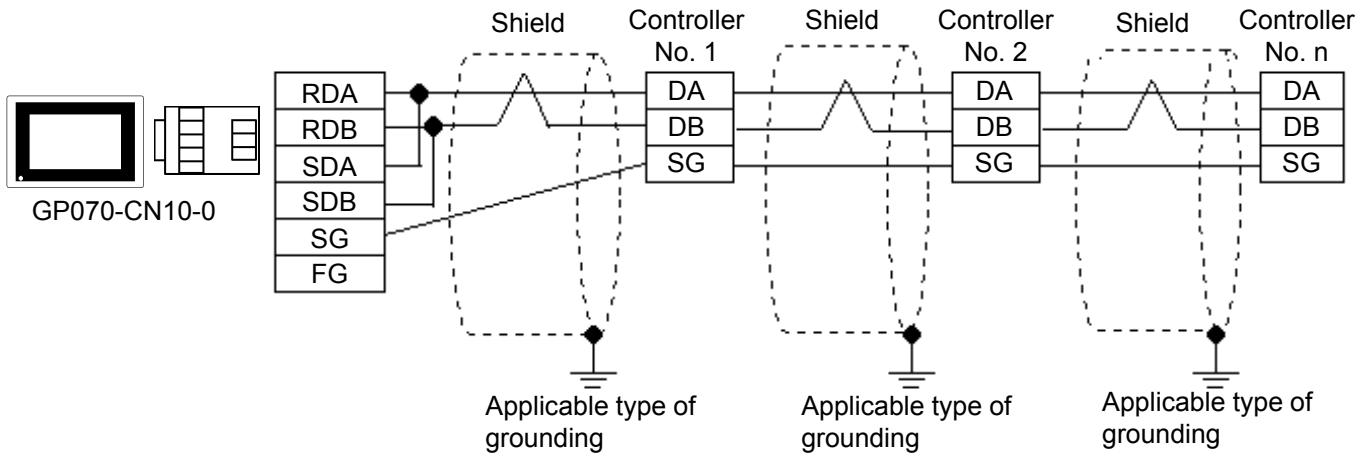 Shield
Controller
No. 1
Shield
Controller
No. 2
Shield
Controller
No. n
RDA
RDB
SDA
SDB
SG
FG
GP070-CN10-0
DA
DB
SG
DA
DB
SG
DA
DB
SG
Applicable type of
grounding
Applicable type of
grounding
Applicable type of
grounding